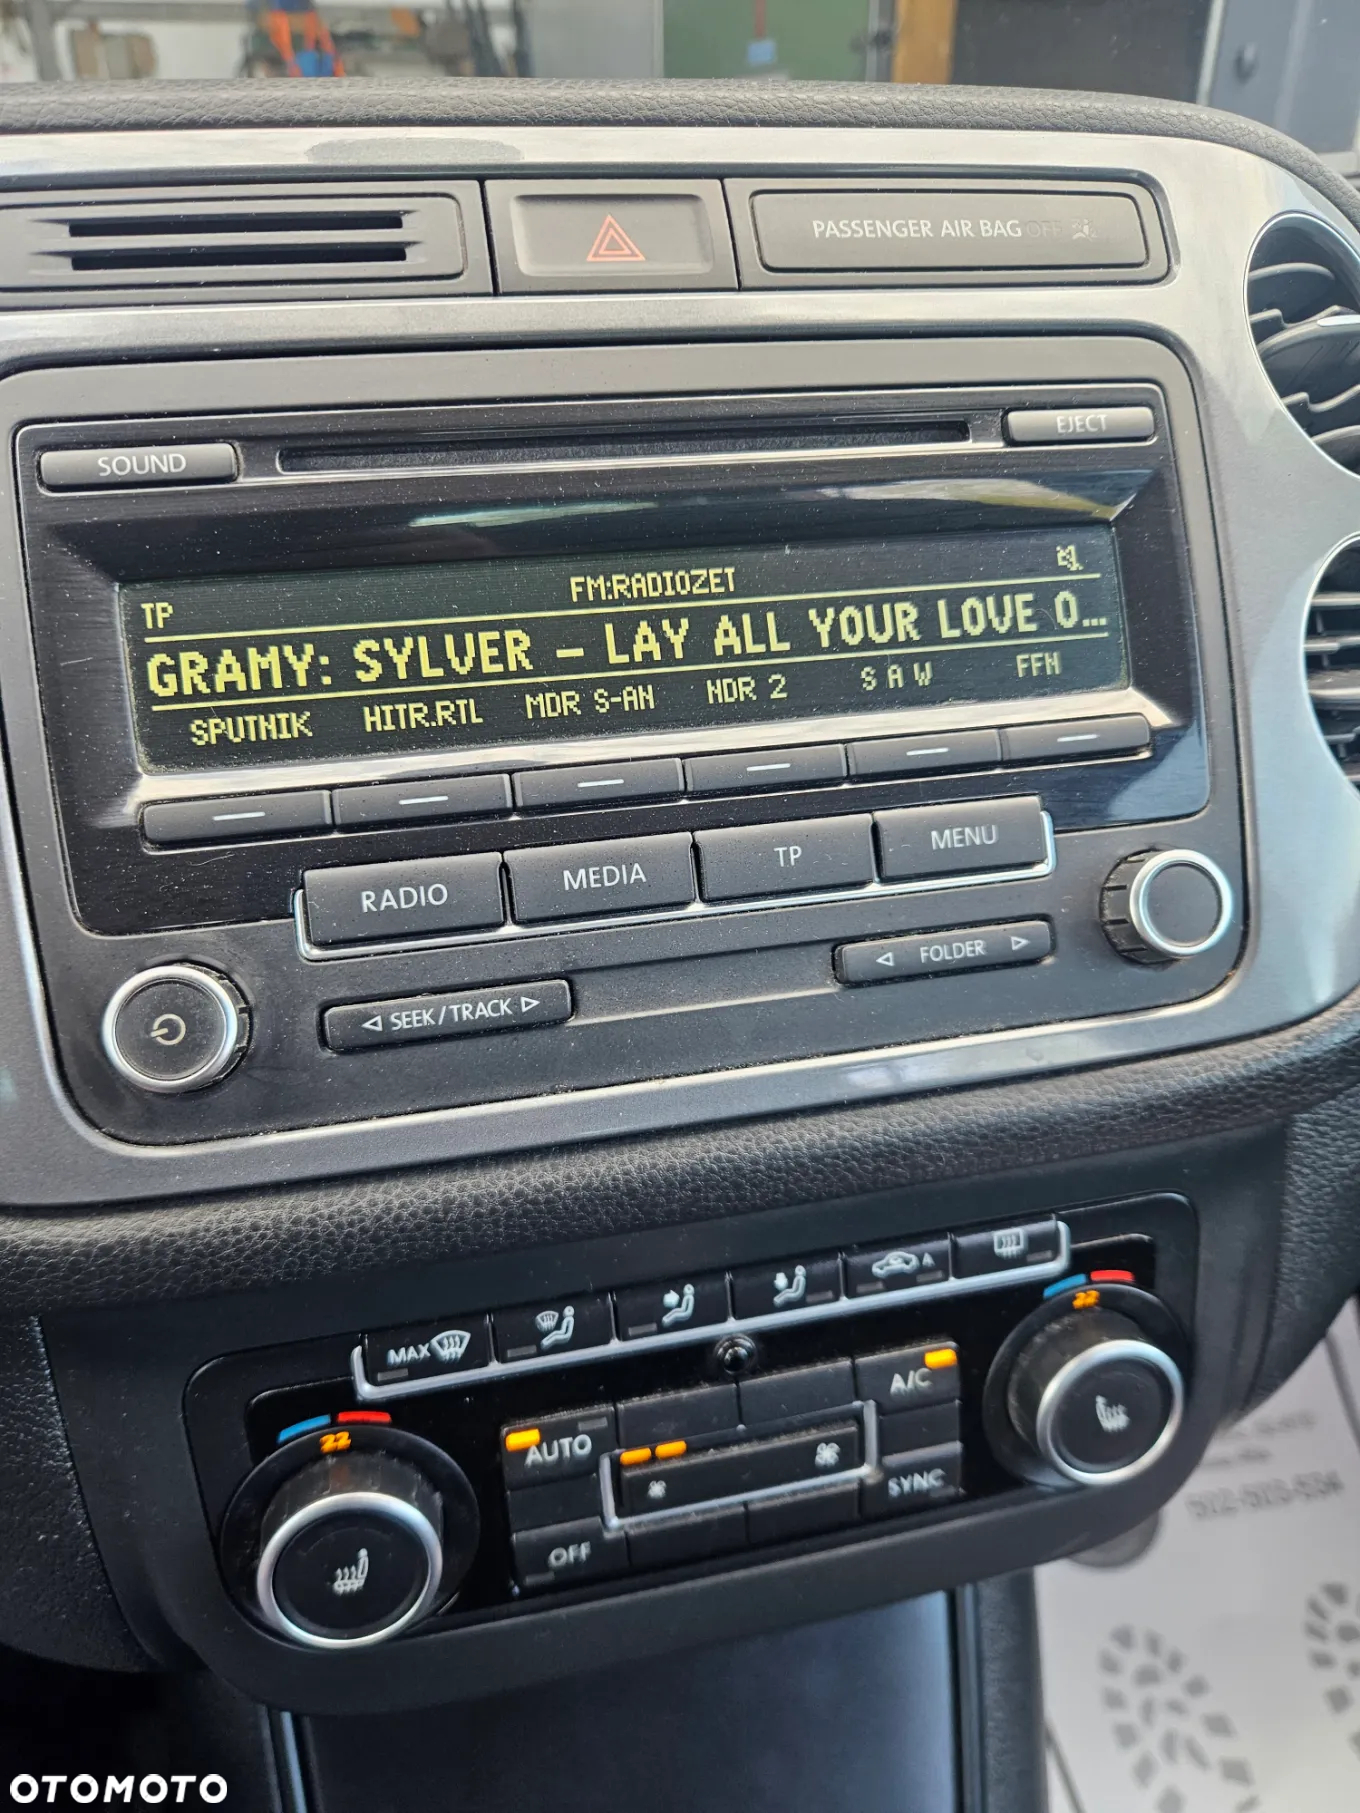 PASSENGER AIR BAG OFF
SOUND
EJECT
FM:RADIOZET
TP
GRAMY: SYLVER – LAY ALL YOUR LOVE O...
SPUTNIK HITR.RTL MDR S-AN NDR 2 S A W FFN
RADIO MEDIA TP MENU
SEEK/TRACK FOLDER
MAX
A
22
22
AUTO
A/C
OFF
SYNC
OTOMOTO